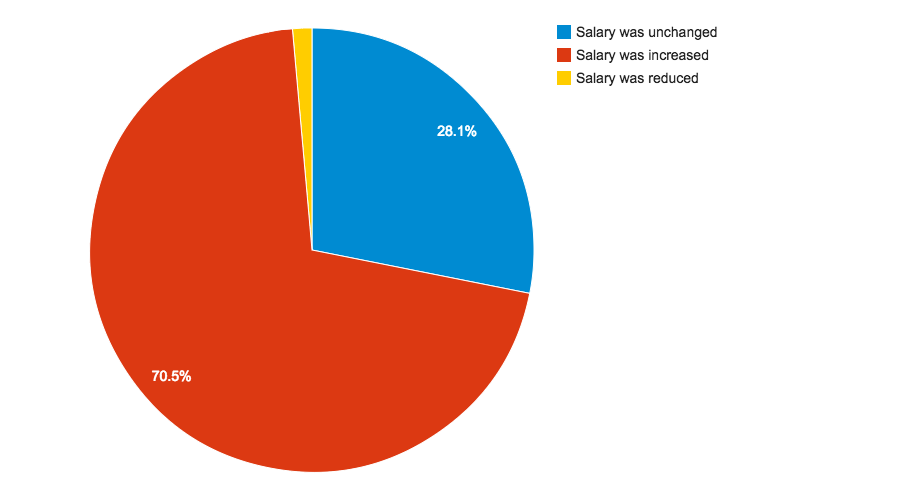 Salary was unchanged
Salary was increased
Salary was reduced
28.1%
70.5%